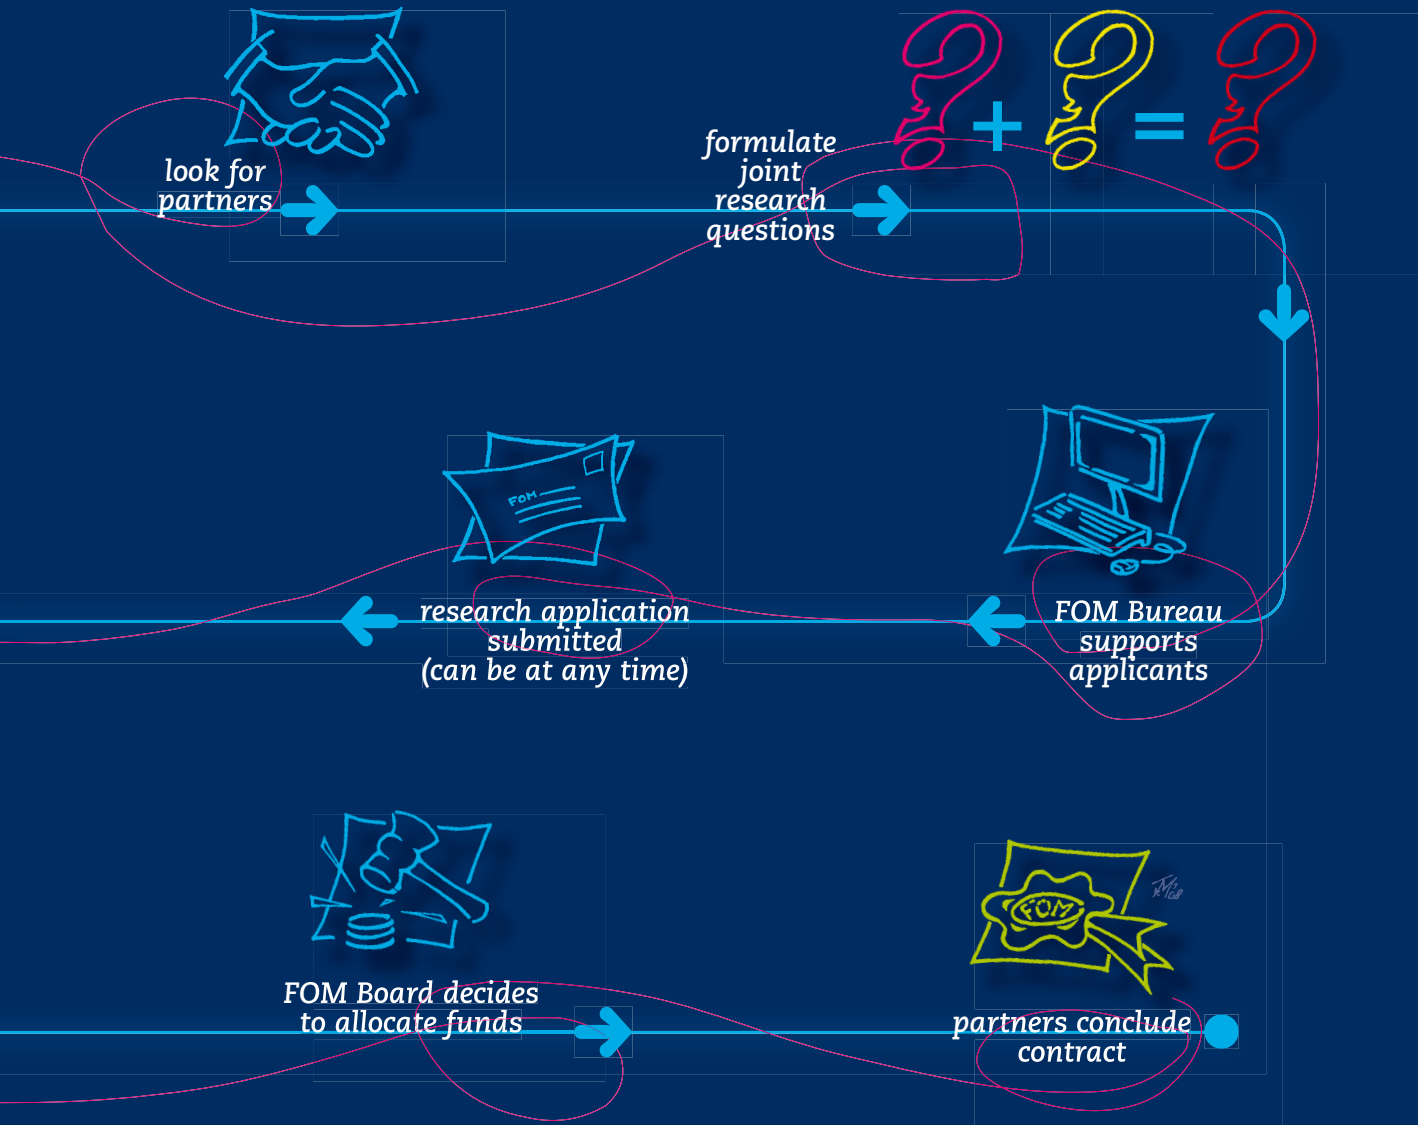 look for
partners
formulate
joint
research
questions
+
=
FOM
research application
submitted
(can be at any time)
FOM Bureau
supports
applicants
FOM Board decides
to allocate funds
FOM
partners conclude
contract